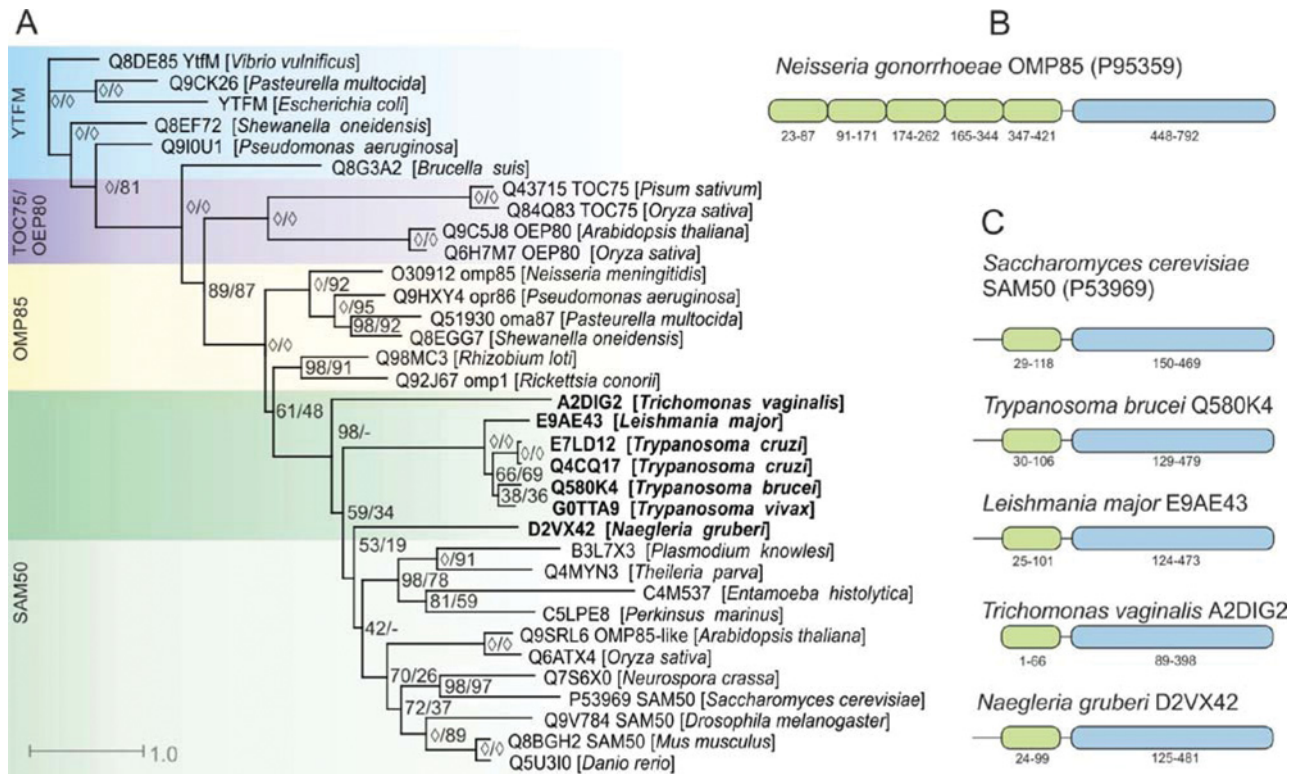 A
YTFM
Q8DE85 YtfM [Vibrio vulnificus]
Q9CK26 [Pasteurella multocida]
◊/◊
◊/◊
YTFM [Escherichia coli]
Q8EF72 [Shewanella oneidensis]
◊/◊
Q9I0U1 [Pseudomonas aeruginosa]
Q8G3A2 [Brucella suis]
◊/81
TOC75/
OEP80
Q43715 TOC75 [Pisum sativum]
◊/◊
Q84Q83 TOC75 [Oryza sativa]
◊/◊
◊/◊
Q9C5J8 OEP80 [Arabidopsis thaliana]
◊/◊
Q6H7M7 OEP80 [Oryza sativa]
OMP85
O30912 omp85 [Neisseria meningitidis]
◊/92
89/87
Q9HXY4 opr86 [Pseudomonas aeruginosa]
◊/95
Q51930 oma87 [Pasteurella multocida]
98/92
Q8EGG7 [Shewanella oneidensis]
◊/◊
Q98MC3 [Rhizobium loti]
98/91
Q92J67 omp1 [Rickettsia conorii]
SAM50
A2DIG2 [Trichomonas vaginalis]
61/48
E9AE43 [Leishmania major]
98/-
◊/◊
E7LD12 [Trypanosoma cruzi]
◊/◊
Q4CQ17 [Trypanosoma cruzi]
66/69
Q580K4 [Trypanosoma brucei]
38/36
G0TTA9 [Trypanosoma vivax]
59/34
D2VX42 [Naegleria gruberi]
53/19
B3L7X3 [Plasmodium knowlesi]
◊/91
Q4MYN3 [Theileria parva]
98/78
C4M537 [Entamoeba histolytica]
81/59
C5LPE8 [Perkinsus marinus]
42/-
Q9SRL6 OMP85-like [Arabidopsis thaliana]
◊/◊
Q6ATX4 [Oryza sativa]
70/26
Q7S6X0 [Neurospora crassa]
98/97
P53969 SAM50 [Saccharomyces cerevisiae]
72/37
Q9V784 SAM50 [Drosophila melanogaster]
◊/89
Q8BGH2 SAM50 [Mus musculus]
◊/◊
Q5U3I0 [Danio rerio]
1.0
B
Neisseria gonorrhoeae OMP85 (P95359)
23-87 91-171 174-262 165-344 347-421 448-792
C
Saccharomyces cerevisiae
SAM50 (P53969)
29-118 150-469
Trypanosoma brucei Q580K4
30-106 129-479
Leishmania major E9AE43
25-101 124-473
Trichomonas vaginalis A2DIG2
1-66 89-398
Naegleria gruberi D2VX42
24-99 125-481